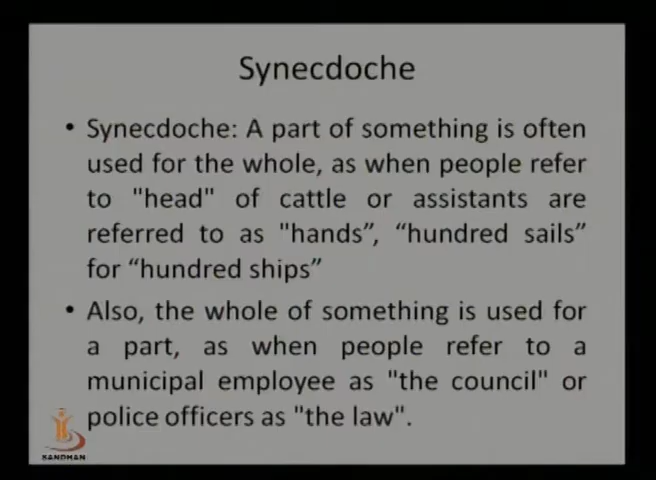 Synecdoche
• Synecdoche: A part of something is often
used for the whole, as when people refer
to "head" of cattle or assistants are
referred to as "hands”, “hundred sails”
for “hundred ships”
• Also, the whole of something is used for
a part, as when people refer to a
municipal employee as "the council" or
police officers as "the law".
SANDHAN